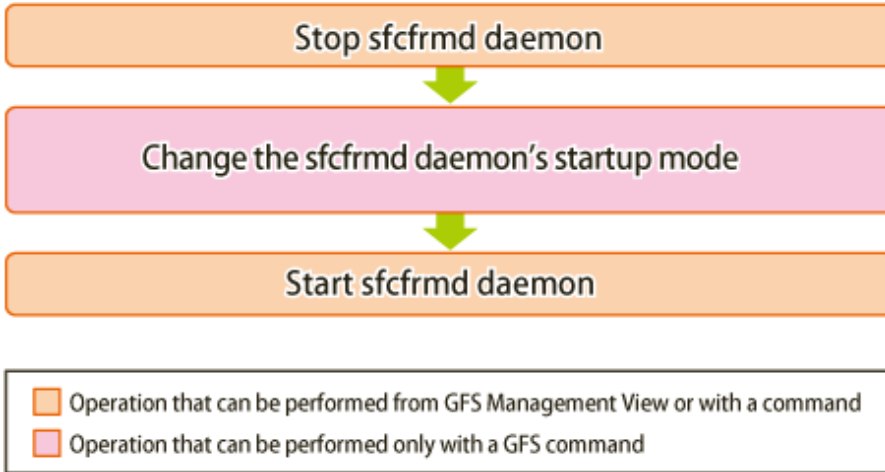 Stop sfcfrmd daemon
Change the sfcfrmd daemon's startup mode
Start sfcfrmd daemon
Operation that can be performed from GFS Management View or with a command
Operation that can be performed only with a GFS command